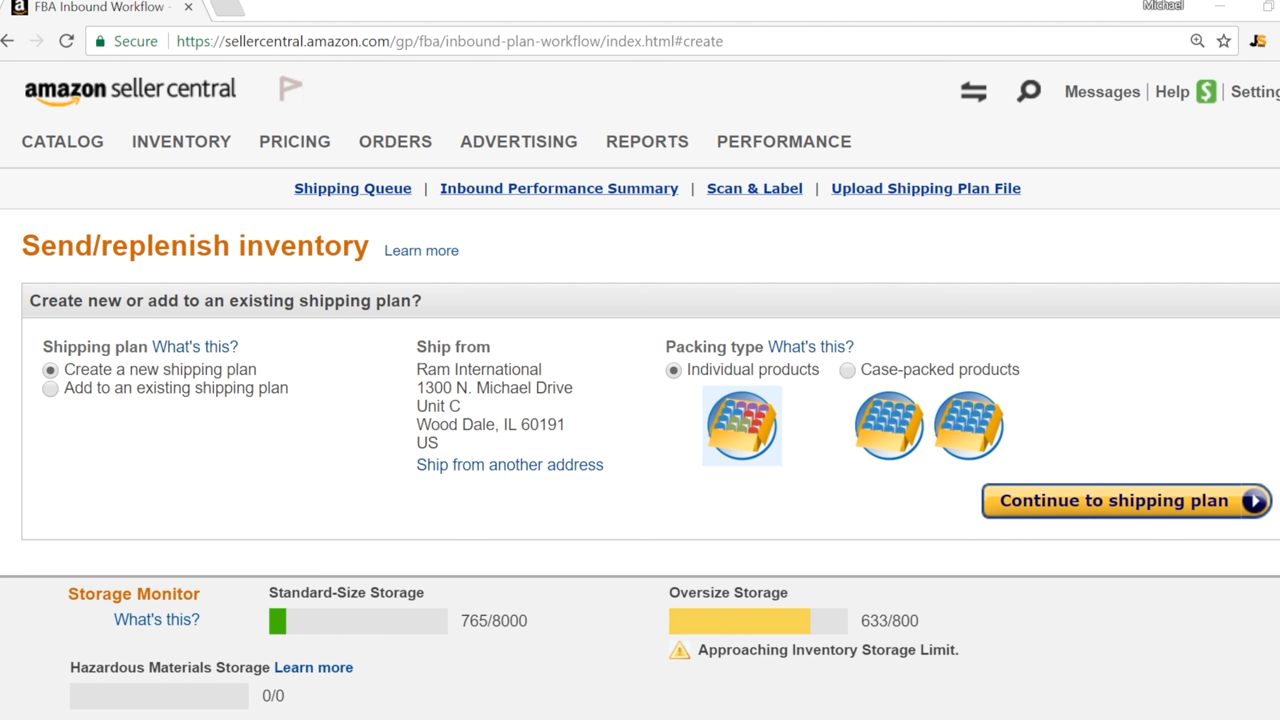 FBA Inbound Workflow -
Michael
Secure
https://sellercentral.amazon.com/gp/fba/inbound-plan-workflow/index.html#create
JS
amazon seller central
Messages | Help $ | Setting
CATALOG INVENTORY PRICING ORDERS ADVERTISING REPORTS PERFORMANCE
Shipping Queue | Inbound Performance Summary | Scan & Label | Upload Shipping Plan File
Send/replenish inventory Learn more
Create new or add to an existing shipping plan?
Shipping plan What's this?
Create a new shipping plan
Add to an existing shipping plan
Ship from
Ram International
1300 N. Michael Drive
Unit C
Wood Dale, IL 60191
US
Ship from another address
Packing type What's this?
Individual products
Case-packed products
Continue to shipping plan
Storage Monitor
What's this?
Standard-Size Storage
765/8000
Oversize Storage
633/800
Approaching Inventory Storage Limit.
Hazardous Materials Storage Learn more
0/0